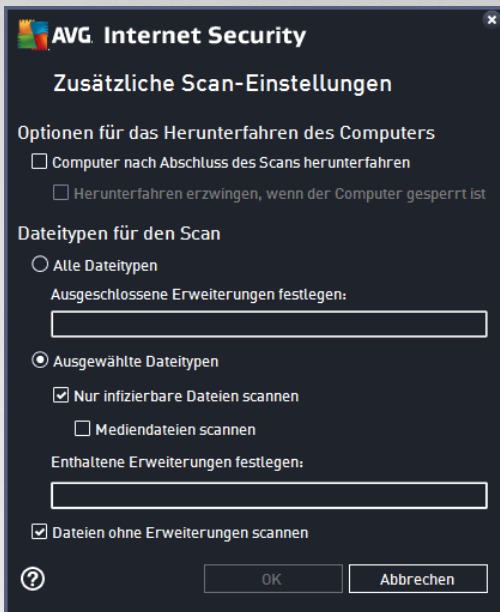 AVG Internet Security
Zusätzliche Scan-Einstellungen
Optionen für das Herunterfahren des Computers
Computer nach Abschluss des Scans herunterfahren
Herunterfahren erzwingen, wenn der Computer gesperrt ist
Dateitypen für den Scan
Alle Dateitypen
Ausgeschlossene Erweiterungen festlegen:
Ausgewählte Dateitypen
Nur infizierbare Dateien scannen
Mediendateien scannen
Enthaltene Erweiterungen festlegen:
Dateien ohne Erweiterungen scannen
? OK Abbrechen